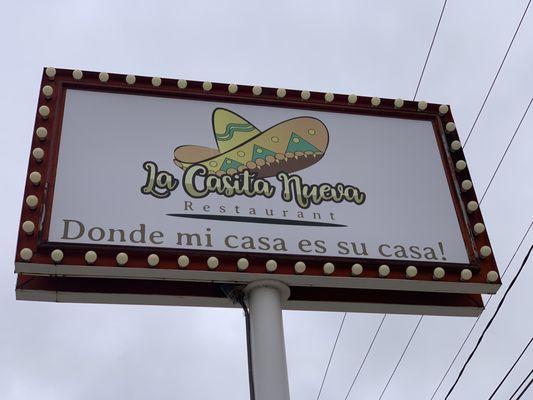 La Casita Nueva
Restaurant
Donde mi casa es su casa!